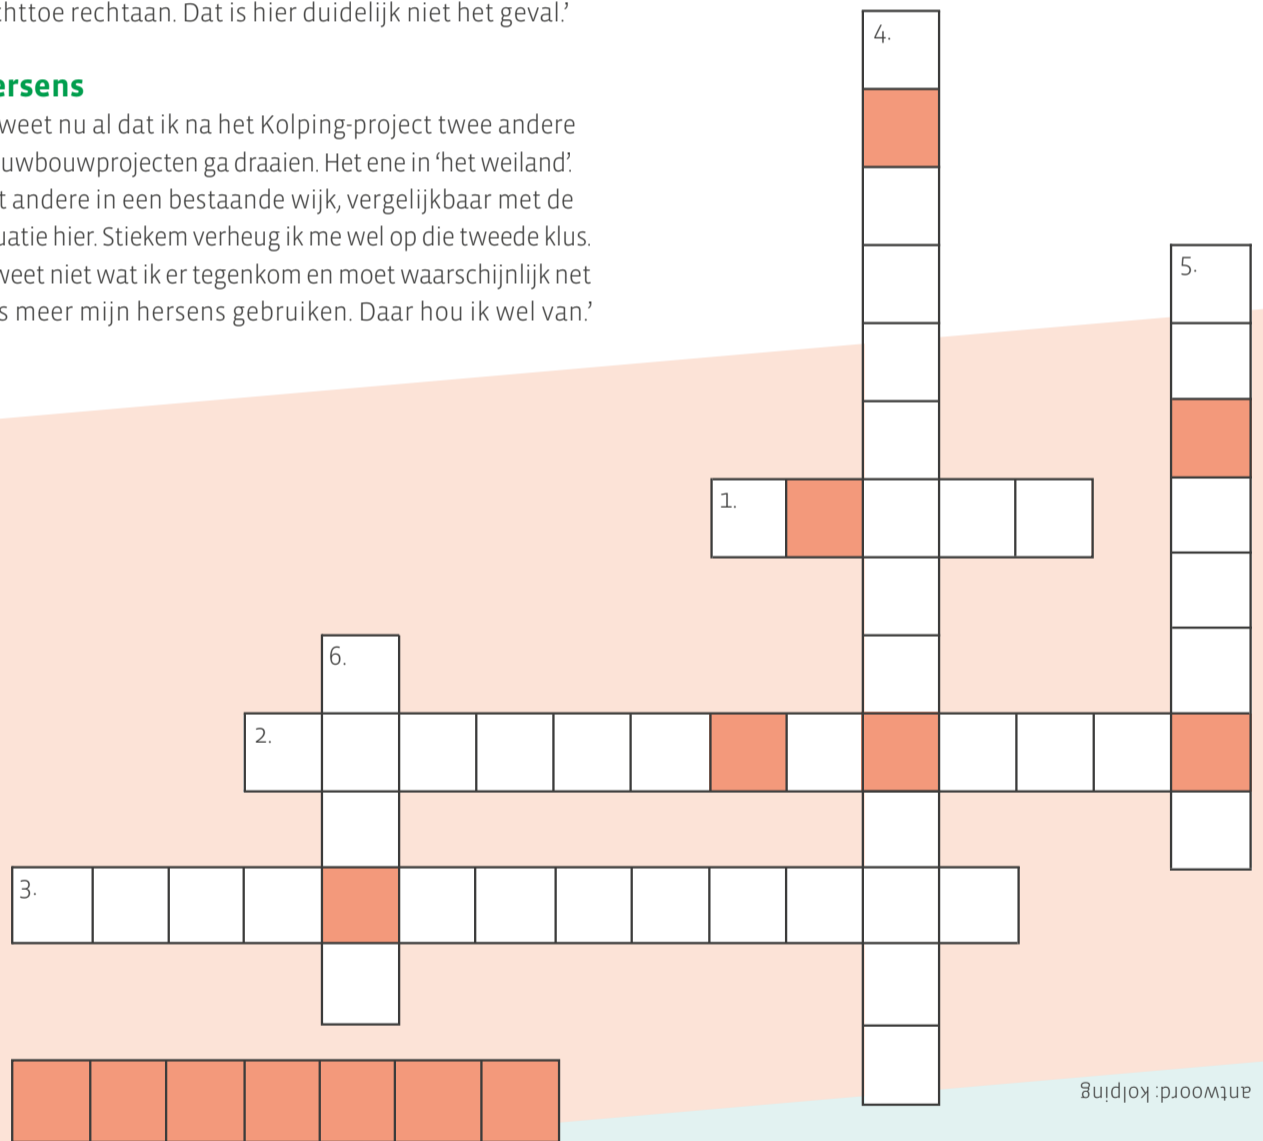 chttoe rechtaan. Dat is hier duidelijk niet het geval.’
ersens
weet nu al dat ik na het Kolping-project twee andere
uwbouwprojecten ga draaien. Het ene in ‘het weiland’.
t andere in een bestaande wijk, vergelijkbaar met de
uatie hier. Stiekem verheug ik me wel op die tweede klus.
weet niet wat ik er tegenkom en moet waarschijnlijk net
s meer mijn hersens gebruiken. Daar hou ik wel van.’
4.
5.
1.
6.
2.
3.
antwoord: kolping